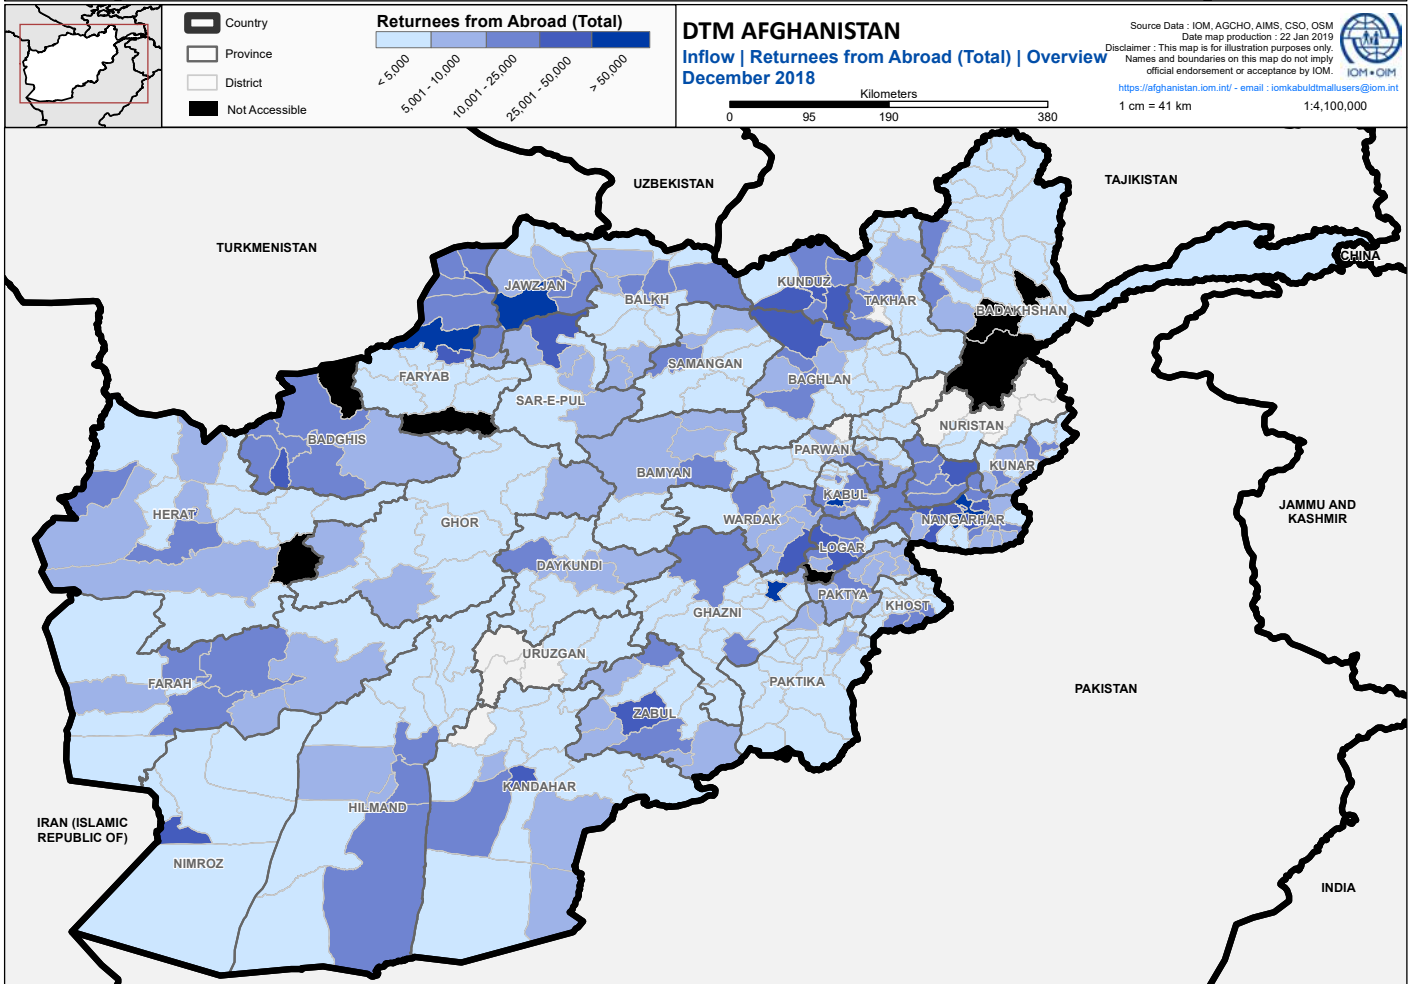 Country
Province
District
Not Accessible
Returnees from Abroad (Total)
< 5,000
5,001 - 10,000
10,001 - 25,000
25,001 - 50,000
> 50,000
DTM AFGHANISTAN
Inflow | Returnees from Abroad (Total) | Overview
December 2018
Kilometers
0 95 190 380
Source Data : IOM, AGCHO, AIMS, CSO, OSM
Date map production : 22 Jan 2019
Disclaimer : This map is for illustration purposes only.
Names and boundaries on this map do not imply
official endorsement or acceptance by IOM.
https://afghanistan.iom.int/ - email : iomkabuldtmallusers@iom.int
1 cm = 41 km 1:4,100,000
IOM • OIM
UZBEKISTAN
TAJIKISTAN
TURKMENISTAN
CHINA
JAWZJAN
BALKH
KUNDUZ
TAKHAR
BADAKHSHAN
FARYAB
SAMANGAN
BAGHLAN
SAR-E-PUL
NURISTAN
BADGHIS
PARWAN
KUNAR
BAMYAN
KABUL
HERAT
GHOR
WARDAK
NANGARHAR
JAMMU AND
KASHMIR
LOGAR
DAYKUNDI
PAKTYA
KHOST
GHAZNI
URUZGAN
FARAH
PAKTIKA
PAKISTAN
ZABUL
KANDAHAR
HILMAND
IRAN (ISLAMIC
REPUBLIC OF)
NIMROZ
INDIA